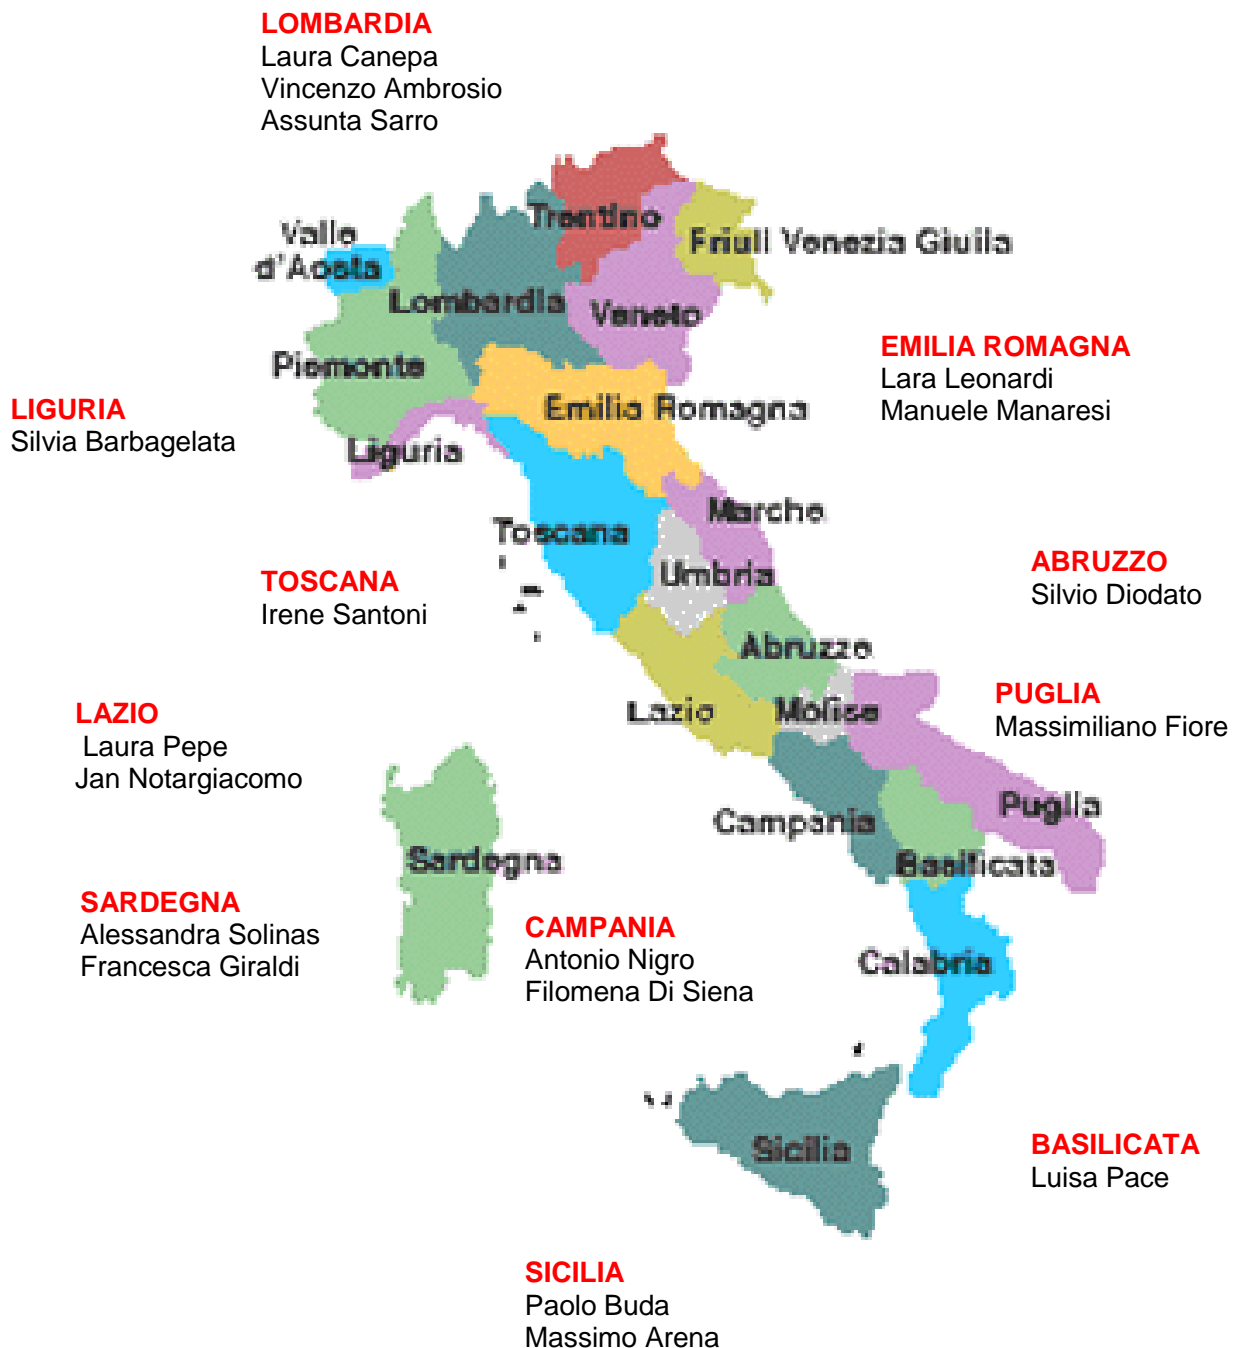 LOMBARDIA
Laura Canepa
Vincenzo Ambrosio
Assunta Sarro
Trentino
Valle
d'Aosta
Friuli Venezia Giulia
Lombardia
Veneto
Piemonte
EMILIA ROMAGNA
Lara Leonardi
Manuele Manaresi
LIGURIA
Silvia Barbagelata
Emilia Romagna
Liguria
Marche
Toscana
Umbria
TOSCANA
Irene Santoni
ABRUZZO
Silvio Diodato
Abruzzo
Lazio
Molise
PUGLIA
Massimiliano Fiore
LAZIO
Laura Pepe
Jan Notargiacomo
Puglia
Campania
Sardegna
Basilicata
SARDEGNA
Alessandra Solinas
Francesca Giraldi
CAMPANIA
Antonio Nigro
Filomena Di Siena
Calabria
Sicilia
BASILICATA
Luisa Pace
SICILIA
Paolo Buda
Massimo Arena